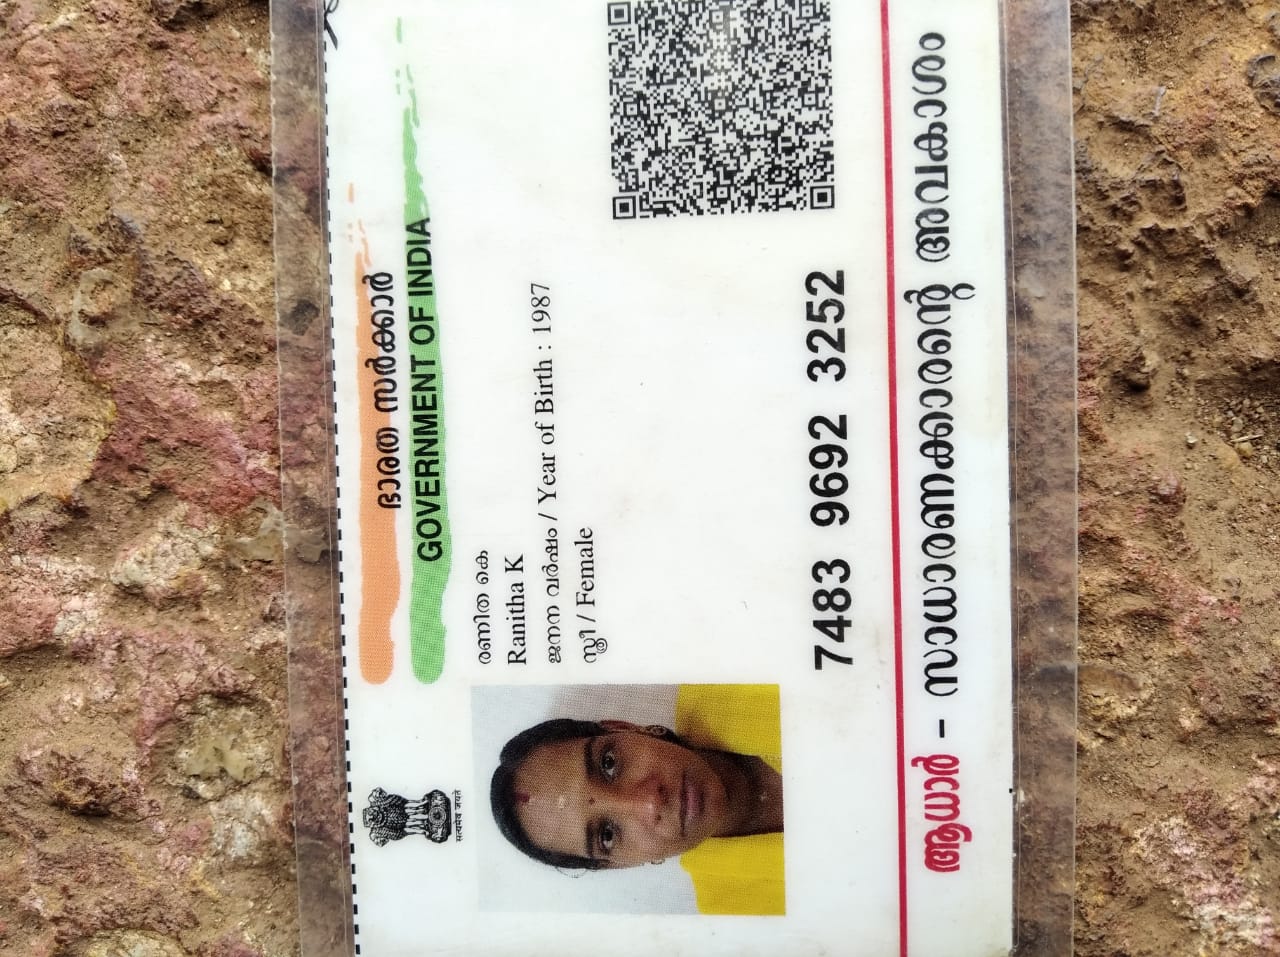 ഭാരത സർക്കാർ
GOVERNMENT OF INDIA
सत्यमेव जयते
രണിത കെ
Ranitha K
ജനന വർഷം / Year of Birth : 1987
സ്ത്രീ / Female
7483 9692 3252
ആധാർ - സാധാരണക്കാരന്റെ അവകാശം